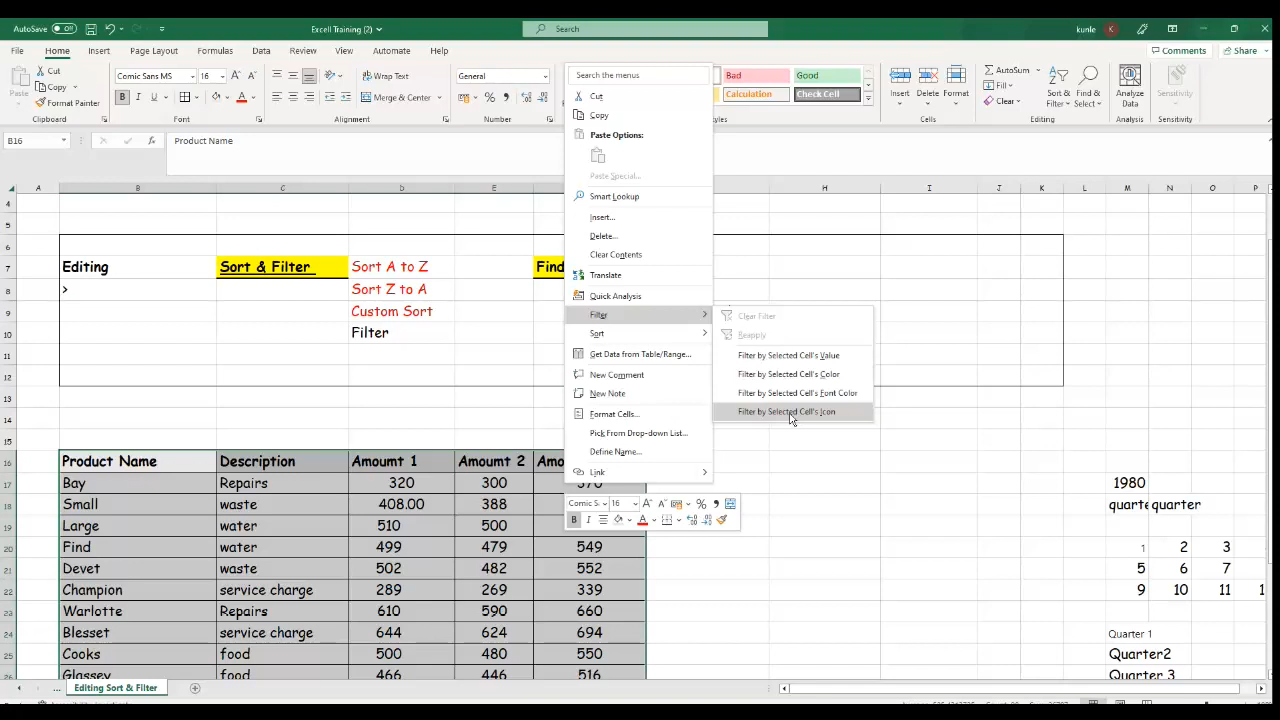 AutoSave Off Excell Training (2) Search kunle K
File Home Insert Page Layout Formulas Data Review View Automate Help Comments Share
Paste Cut Copy Format Painter Clipboard
Comic Sans MS 16 B I U Font
Wrap Text Merge & Center Alignment
General Number
Bad Good Calculation Check Cell
Insert Delete Format Cells
AutoSum Fill Clear Sort & Filter Find & Select Editing
Analyze Data Analysis
Sensitivity Sensitivity
B16 fx Product Name
A B C D E H I J K L M N O P
4
5
6
7 Editing Sort & Filter Sort A to Z
8 > Sort Z to A
9 Custom Sort
10 Filter
11
12
13
14
15
16 Product Name Description Amount 1 Amount 2
17 Bay Repairs 320 300 370 1980
18 Small waste 408.00 388 quarter
19 Large water 510 500
20 Find water 499 479 549 1 2 3
21 Devet waste 502 482 552 5 6 7
22 Champion service charge 289 269 339 9 10 11
23 Warlotte Repairs 610 590 660
24 Blesset service charge 644 624 694 Quarter 1
25 Cooks food 500 480 550 Quarter2
26 Glassey food 466 446 516 Quarter 3
Search the menus
Cut
Copy
Paste Options:
Paste Special...
Smart Lookup
Insert...
Delete...
Clear Contents
Translate
Quick Analysis
Filter
Sort
Get Data from Table/Range...
New Comment
New Note
Format Cells...
Pick From Drop-down List...
Define Name...
Link
Clear Filter
Reapply
Filter by Selected Cell's Value
Filter by Selected Cell's Color
Filter by Selected Cell's Font Color
Filter by Selected Cell's Icon
Comic S 16
B I
... Editing Sort & Filter